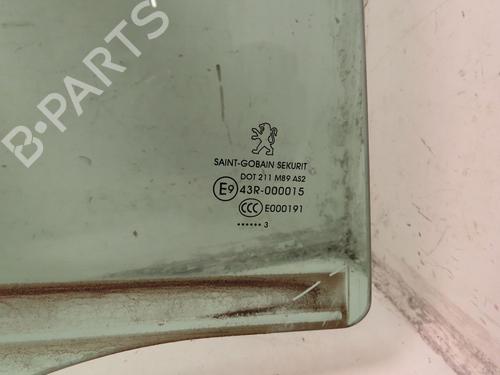 B-PARTS
SAINT-GOBAIN SEKURIT
DOT 211 M89 AS2
E9 43R-000015
CCC E000191
•••••• 3